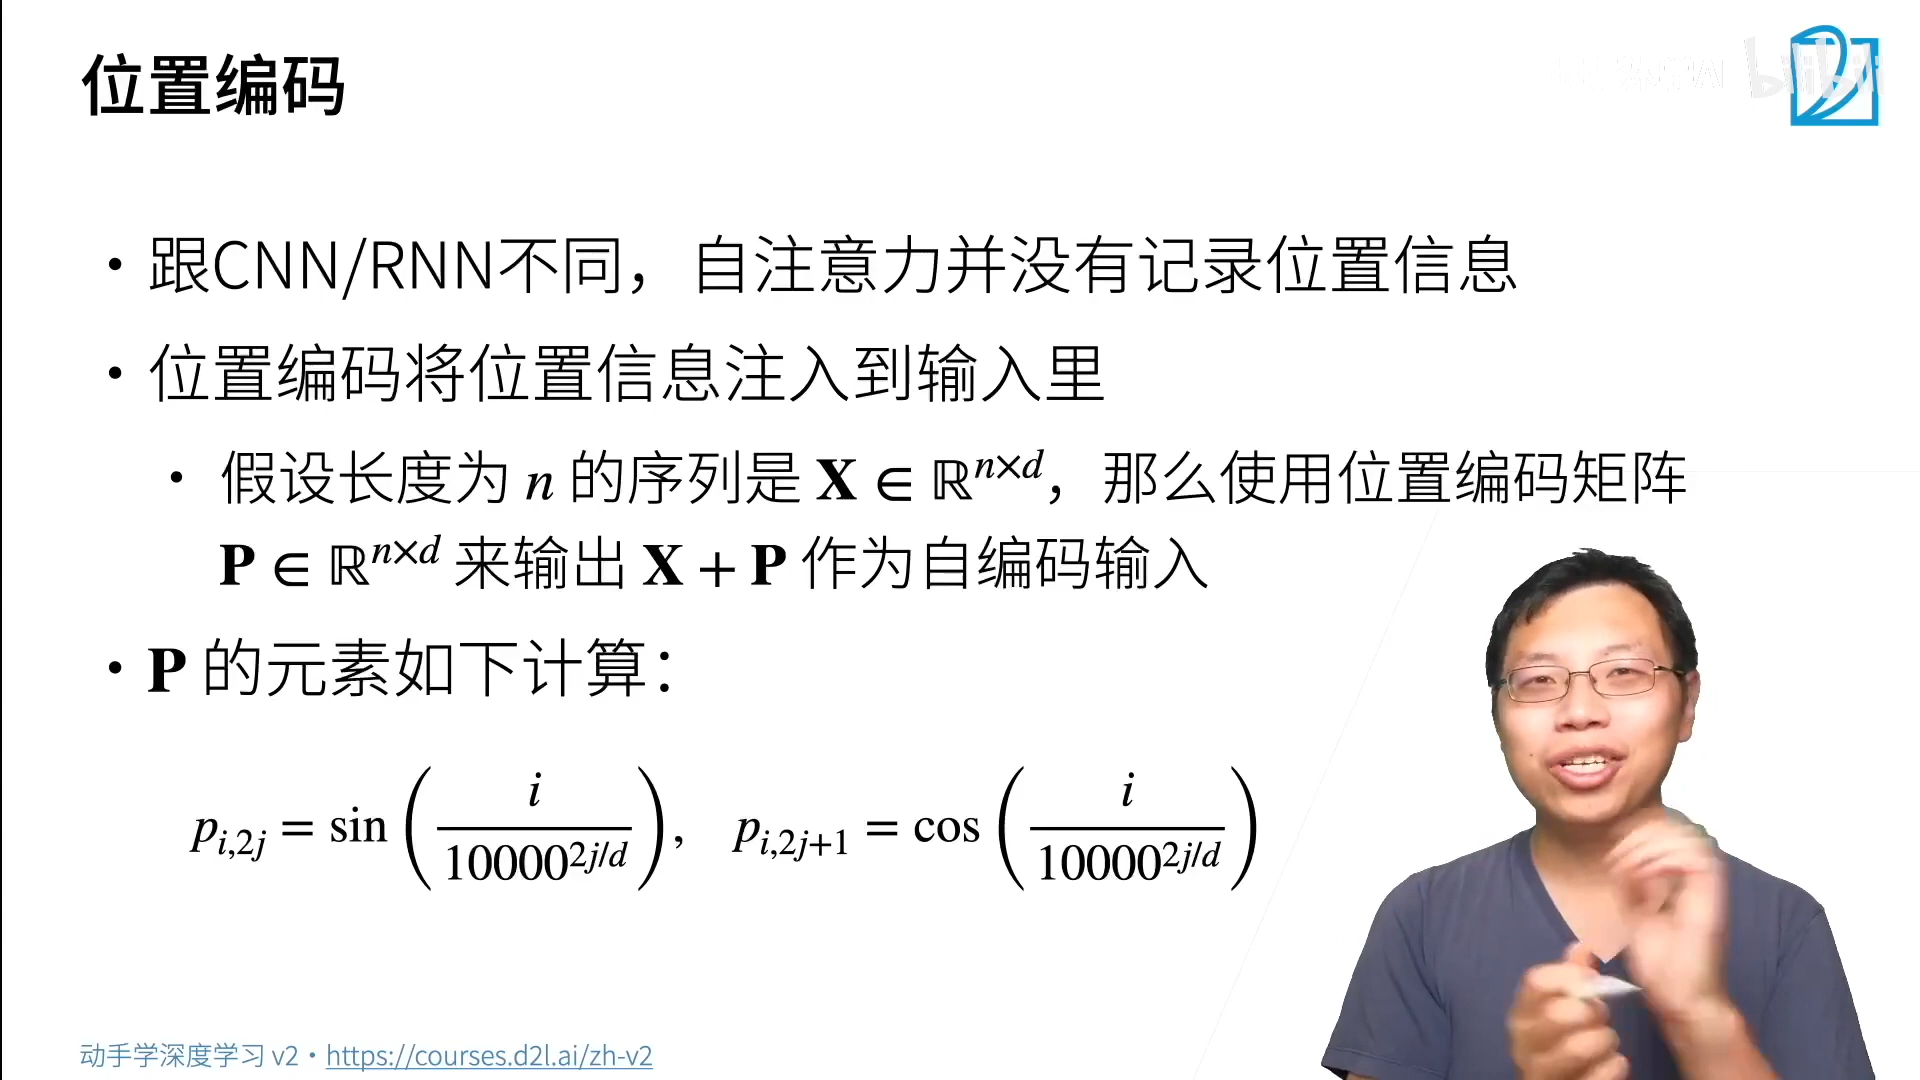 位置编码
bilibili
• 跟CNN/RNN不同，自注意力并没有记录位置信息
• 位置编码将位置信息注入到输入里
• 假设长度为 n 的序列是 X ∈ ℝ^{n×d}，那么使用位置编码矩阵
P ∈ ℝ^{n×d} 来输出 X + P 作为自编码输入
• P 的元素如下计算：
p_{i,2j} = sin(i / 10000^{2j/d}), p_{i,2j+1} = cos(i / 10000^{2j/d})
动手学深度学习 v2 • https://courses.d2l.ai/zh-v2